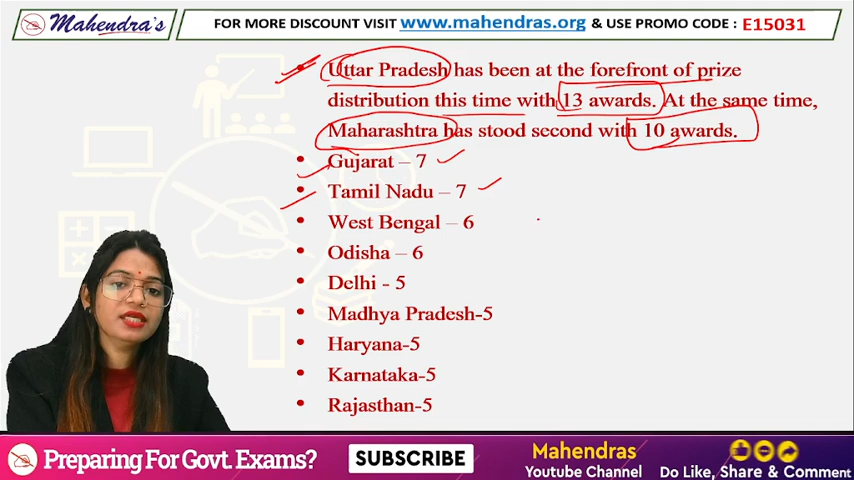 Mahendra's
FOR MORE DISCOUNT VISIT www.mahendras.org & USE PROMO CODE : E15031
Uttar Pradesh has been at the forefront of prize
distribution this time with 13 awards. At the same time,
Maharashtra has stood second with 10 awards.
Gujarat – 7
Tamil Nadu – 7
West Bengal – 6
Odisha – 6
Delhi - 5
Madhya Pradesh-5
Haryana-5
Karnataka-5
Rajasthan-5
Preparing For Govt. Exams?
SUBSCRIBE
Mahendras
Youtube Channel
Do Like, Share & Comment